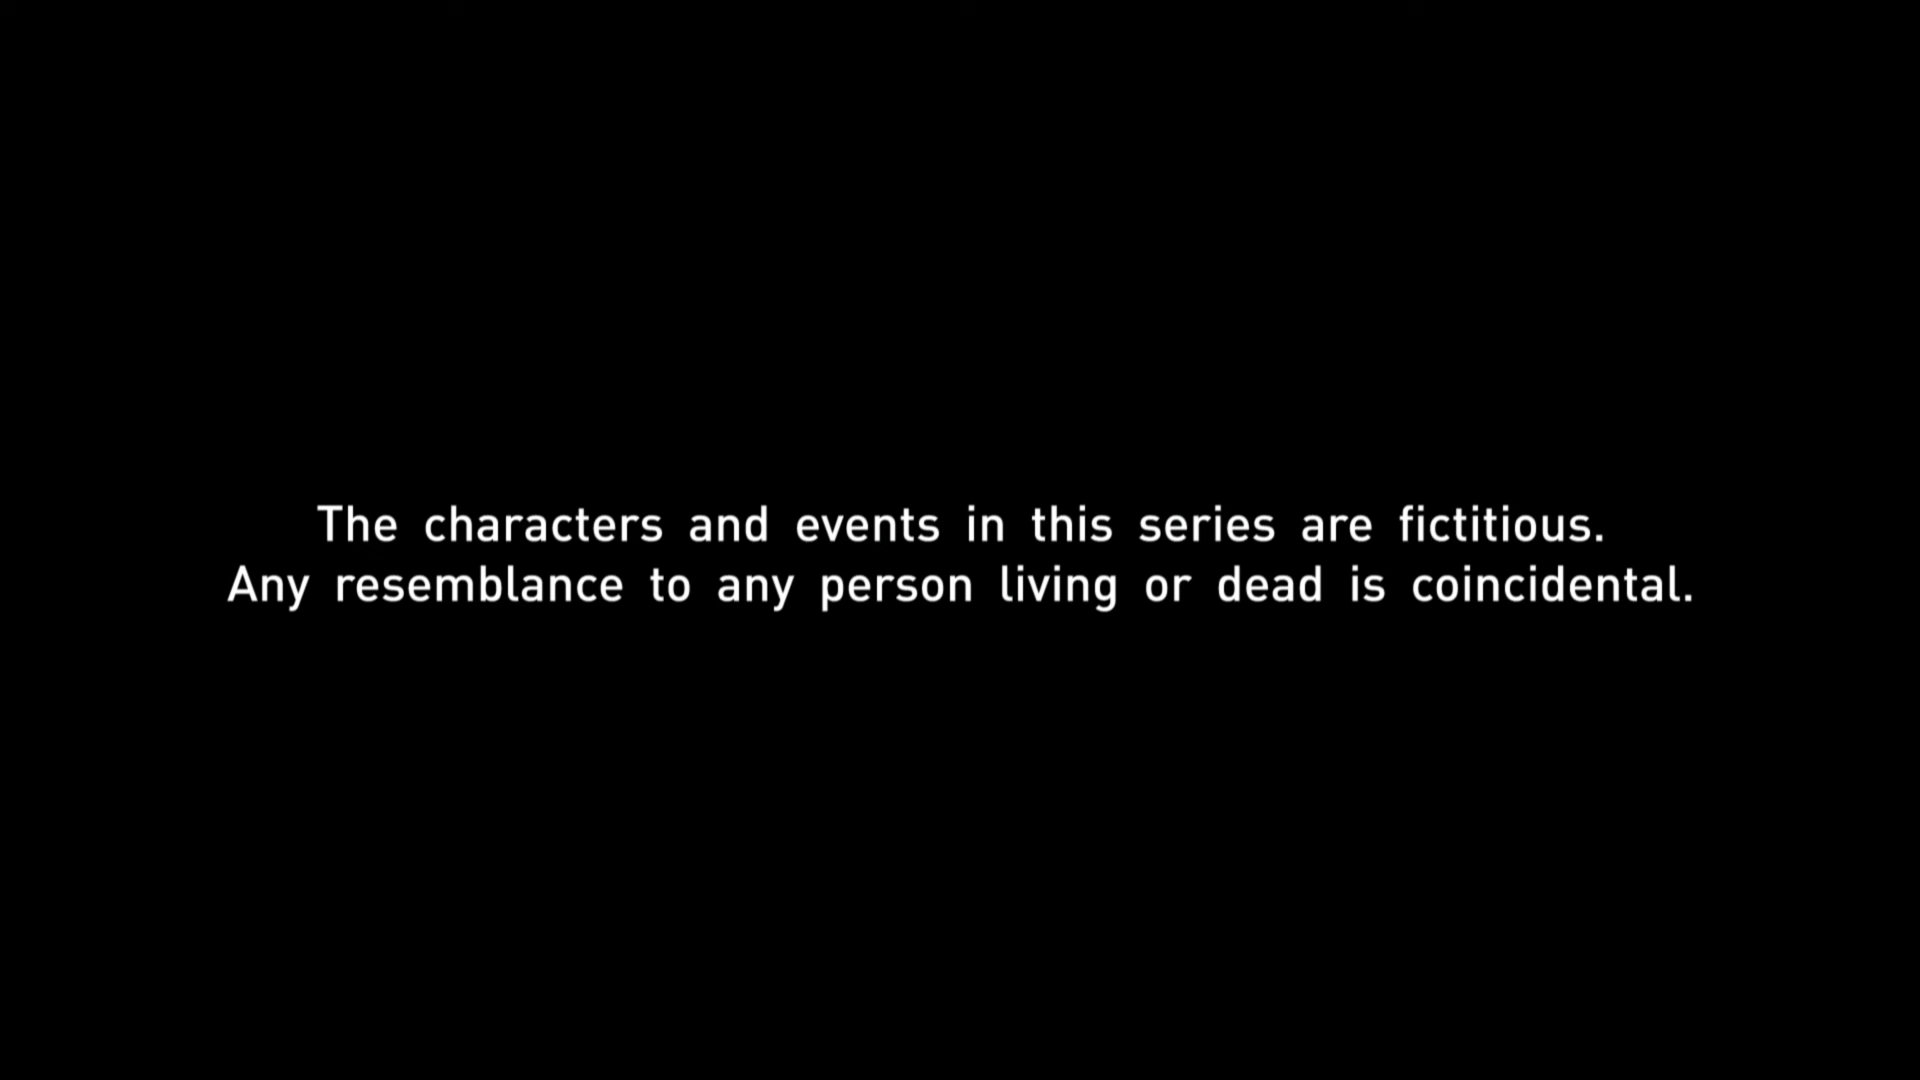 The characters and events in this series are fictitious.
Any resemblance to any person living or dead is coincidental.